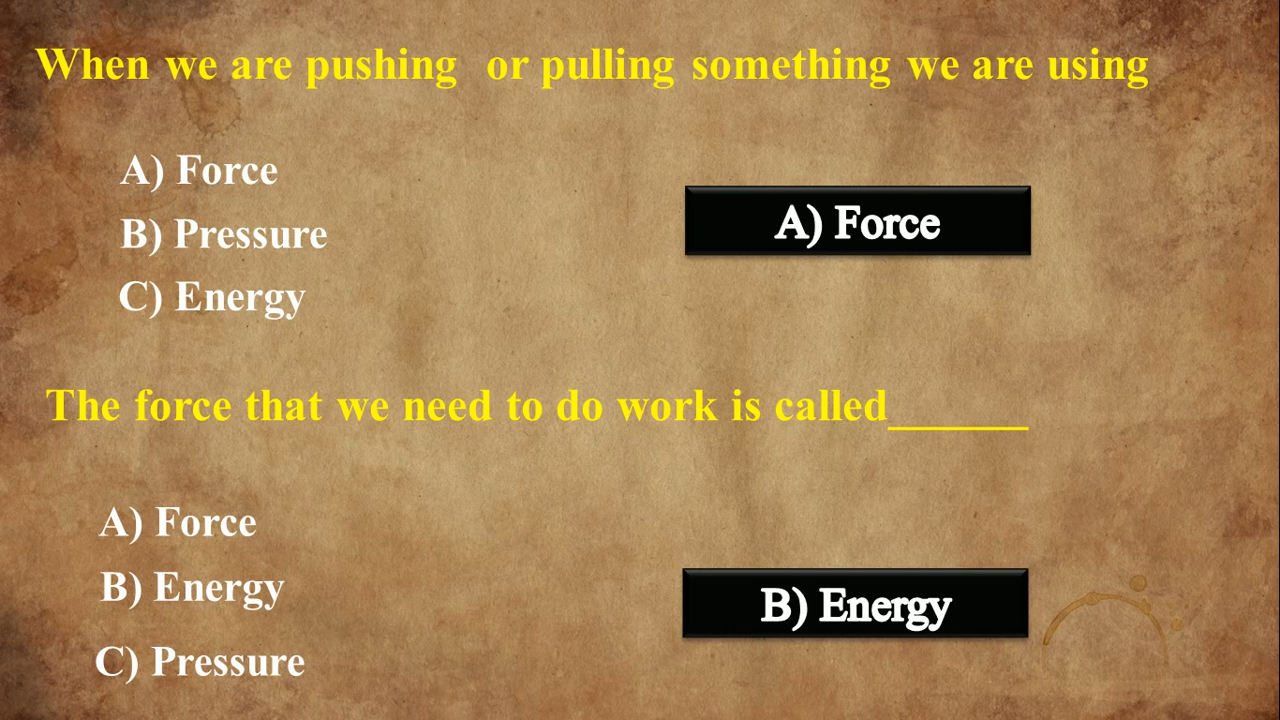 When we are pushing  or pulling something we are using
A) Force
A) Force
B) Pressure
C) Energy
The force that we need to do work is called______
A) Force
B) Energy
B) Energy
C) Pressure